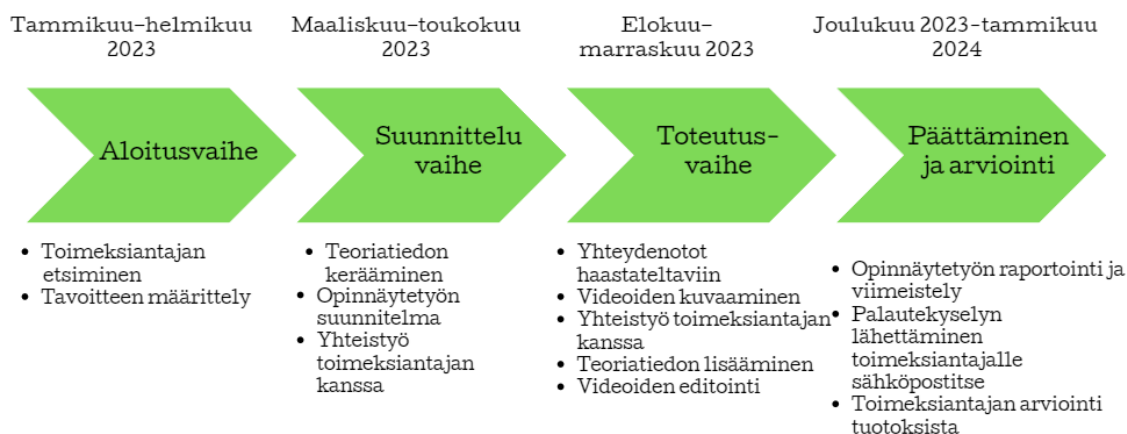 Tammikuu-helmikuu
2023
Maaliskuu-toukokuu
2023
Elokuu-
marraskuu 2023
Joulukuu 2023-tammikuu
2024
Aloitusvaihe
Suunnittelu
vaihe
Toteutus-
vaihe
Päättäminen
ja arviointi
• Toimeksiantajan
etsiminen
• Tavoitteen määrittely
• Teoriatiedon
kerääminen
• Opinnäytetyön
suunnitelma
• Yhteistyö
toimeksiantajan
kanssa
• Yhteydenotot
haastateltaviin
• Videoiden kuvaaminen
• Yhteistyö toimeksiantajan
kanssa
• Teoriatiedon lisääminen
• Videoiden editointi
• Opinnäytetyön raportointi ja
viimeistely
• Palautekyselyn
lähettäminen
toimeksiantajalle
sähköpostitse
• Toimeksiantajan arviointi
tuotoksista